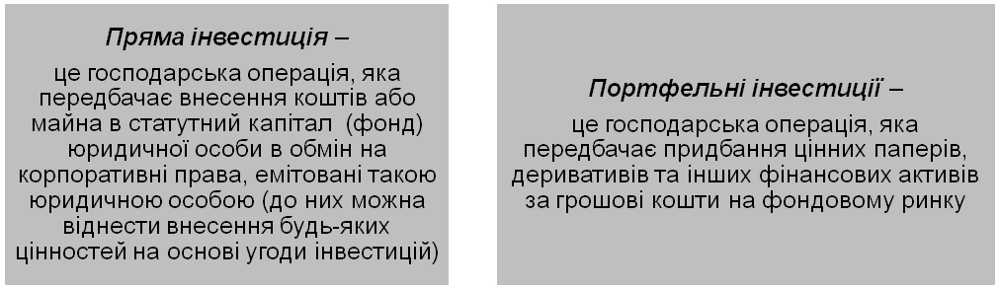 Пряма інвестиція –
це господарська операція, яка
передбачає внесення коштів або
майна в статутний капітал (фонд)
юридичної особи в обмін на
корпоративні права, емітовані такою
юридичною особою (до них можна
віднести внесення будь-яких
цінностей на основі угоди інвестицій)
Портфельні інвестиції –
це господарська операція, яка
передбачає придбання цінних паперів,
деривативів та інших фінансових активів
за грошові кошти на фондовому ринку